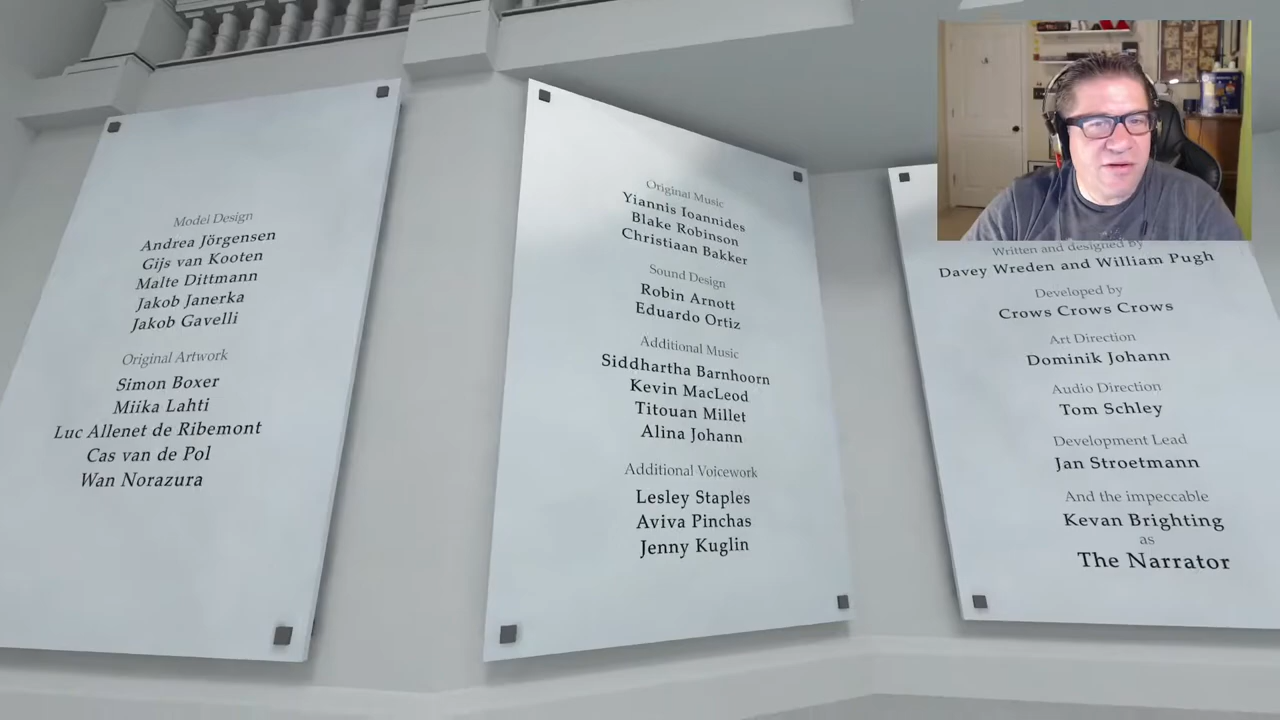 Model Design
Andrea Jörgensen
Gijs van Kooten
Malte Dittmann
Jakob Janerka
Jakob Gavelli
Original Artwork
Simon Boxer
Miika Lahti
Luc Allenet de Ribemont
Cas van de Pol
Wan Norazura
Original Music
Yiannis Ioannides
Blake Robinson
Christiaan Bakker
Sound Design
Robin Arnott
Eduardo Ortiz
Additional Music
Siddhartha Barnhoorn
Kevin MacLeod
Titouan Millet
Alina Johann
Additional Voicework
Lesley Staples
Aviva Pinchas
Jenny Kuglin
Written and designed by
Davey Wreden and William Pugh
Developed by
Crows Crows Crows
Art Direction
Dominik Johann
Audio Direction
Tom Schley
Development Lead
Jan Stroetmann
And the impeccable
Kevan Brighting
as
The Narrator